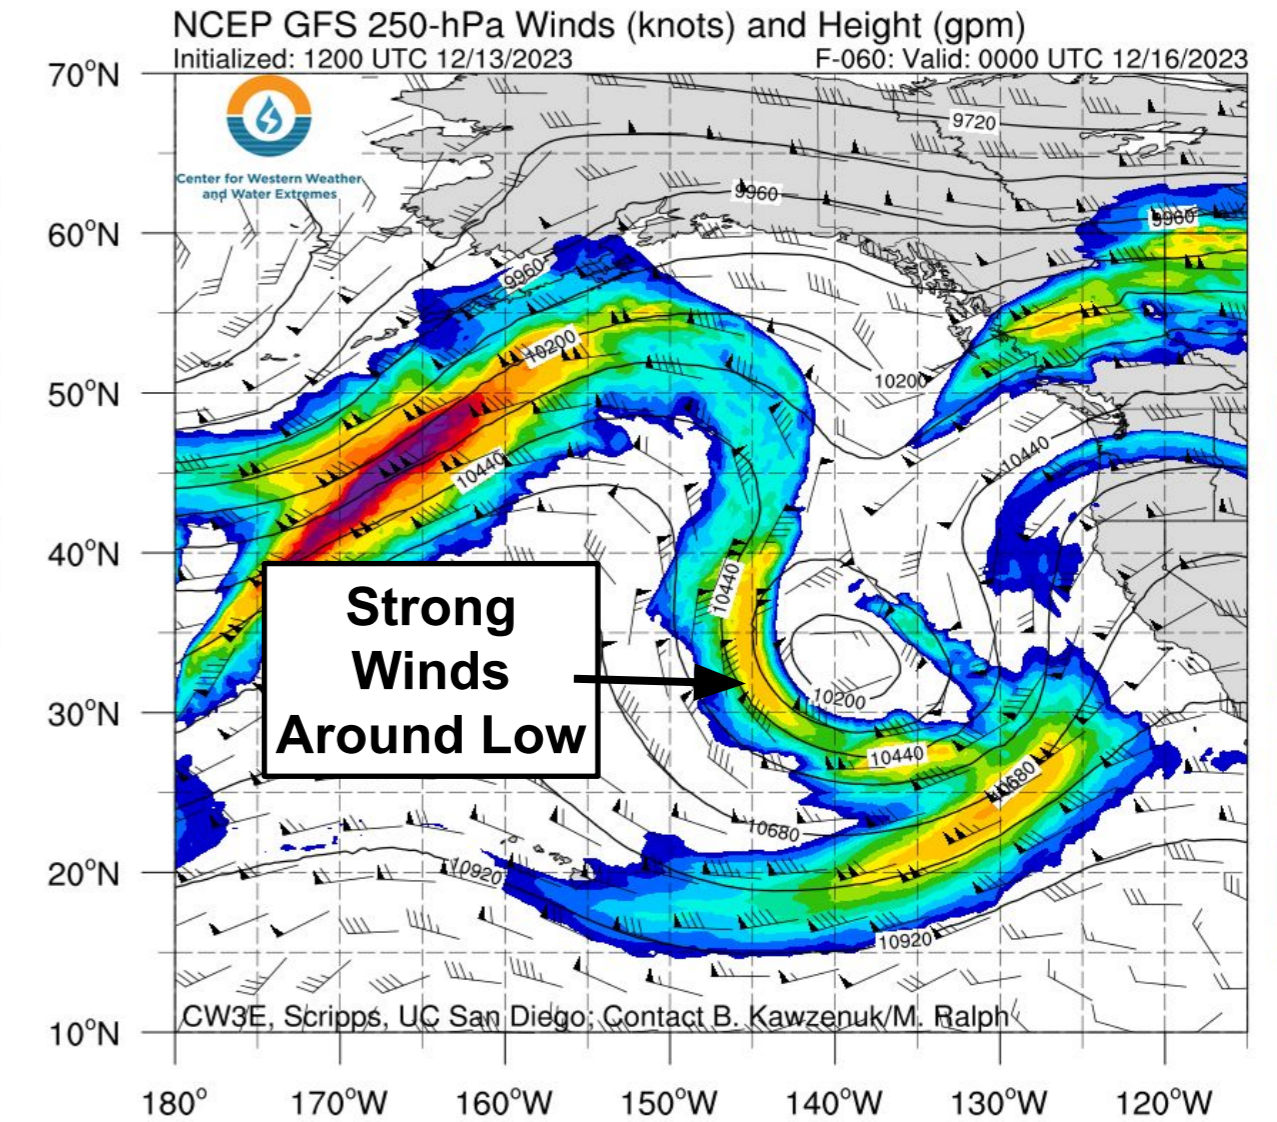 NCEP GFS 250-hPa Winds (knots) and Height (gpm)
Initialized: 1200 UTC 12/13/2023
F-060: Valid: 0000 UTC 12/16/2023
70°N
60°N
50°N
40°N
30°N
20°N
10°N
Center for Western Weather
and Water Extremes
9720
9960
9960
9960
10200
10200
10440
10440
10440
10200
10440
10680
10680
10920
10920
Strong
Winds
Around Low
CW3E, Scripps, UC San Diego; Contact B. Kawzenuk/M. Ralph
180°
170°W
160°W
150°W
140°W
130°W
120°W